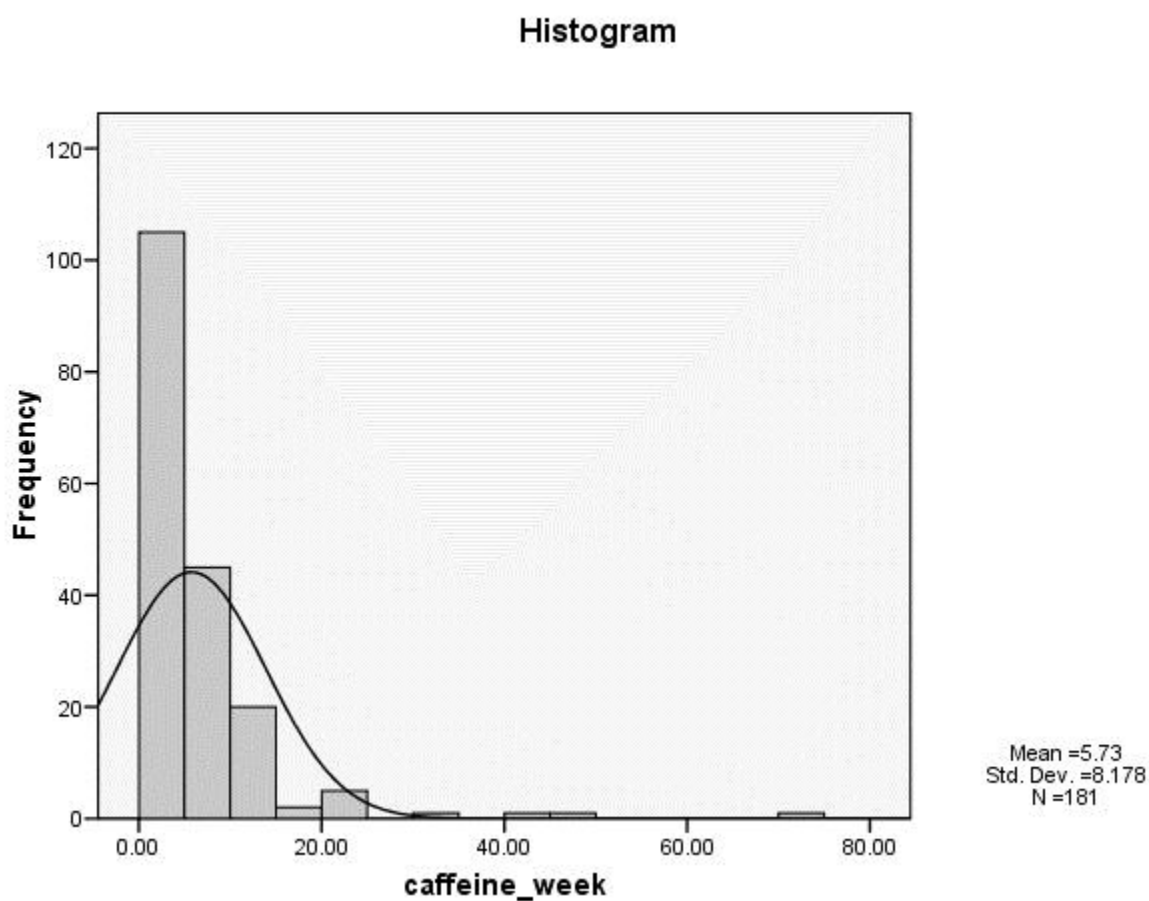 Histogram
120
100
80
60
40
20
0
Frequency
0.00 20.00 40.00 60.00 80.00
caffeine_week
Mean =5.73
Std. Dev. =8.178
N =181